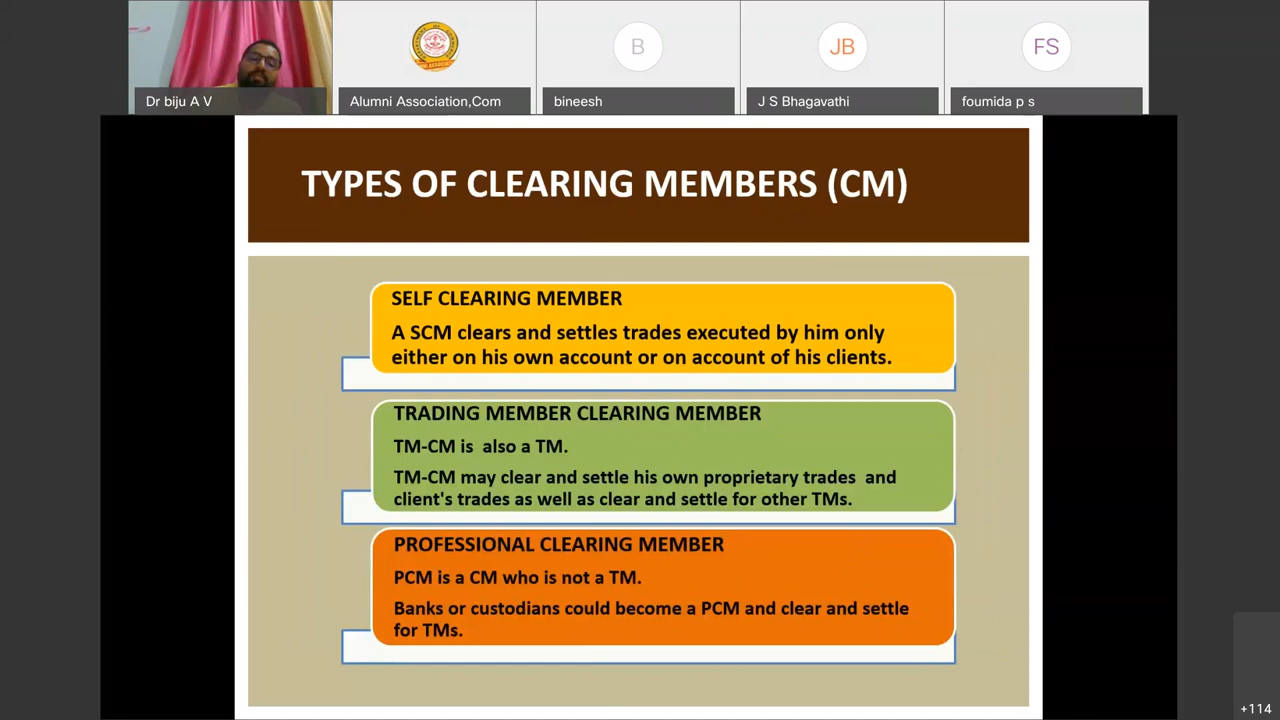 B
JB
FS
Dr biju A V
Alumni Association,Com
bineesh
J S Bhagavathi
foumida p s
TYPES OF CLEARING MEMBERS (CM)
SELF CLEARING MEMBER
A SCM clears and settles trades executed by him only
either on his own account or on account of his clients.
TRADING MEMBER CLEARING MEMBER
TM-CM is also a TM.
TM-CM may clear and settle his own proprietary trades and
client's trades as well as clear and settle for other TMs.
PROFESSIONAL CLEARING MEMBER
PCM is a CM who is not a TM.
Banks or custodians could become a PCM and clear and settle
for TMs.
+114